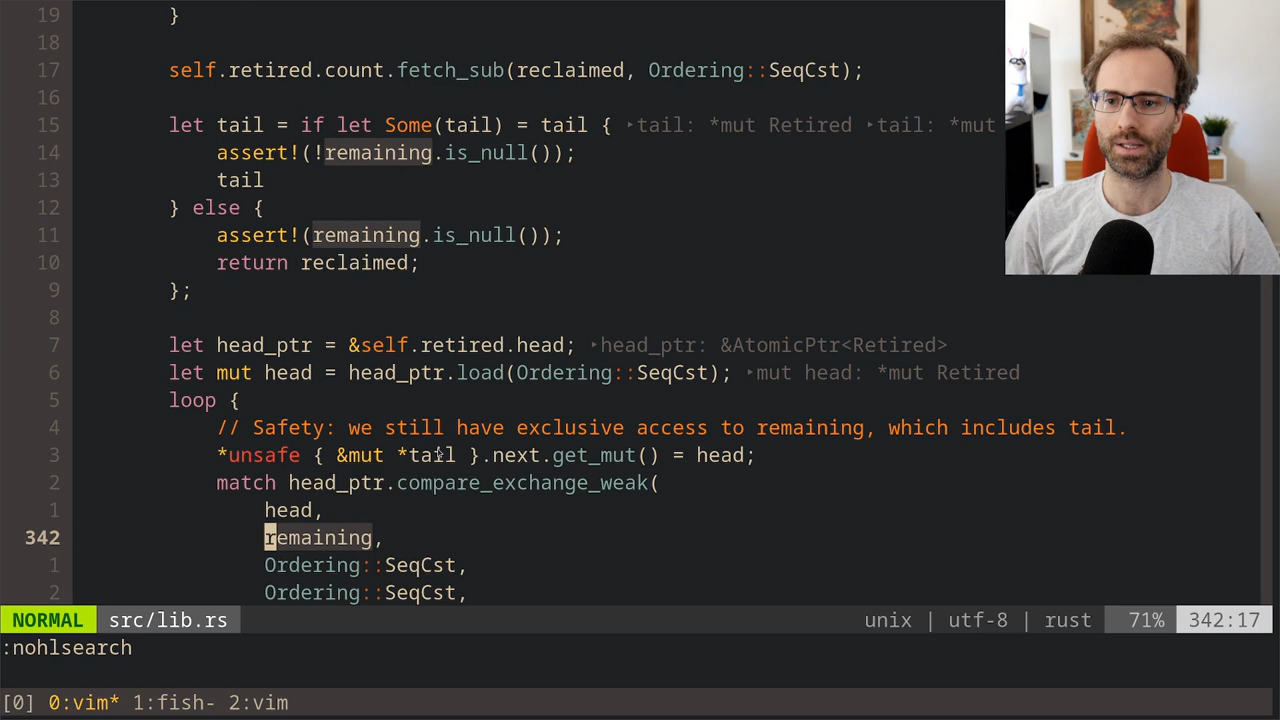 19 }
18
17 self.retired.count.fetch_sub(reclaimed, Ordering::SeqCst);
16
15 let tail = if let Some(tail) = tail { ‣tail: *mut Retired ‣tail: *mut
14 assert!(!remaining.is_null());
13 tail
12 } else {
11 assert!(remaining.is_null());
10 return reclaimed;
9 };
8
7 let head_ptr = &self.retired.head; ‣head_ptr: &AtomicPtr<Retired>
6 let mut head = head_ptr.load(Ordering::SeqCst); ‣mut head: *mut Retired
5 loop {
4 // Safety: we still have exclusive access to remaining, which includes tail.
3 *unsafe { &mut *tail }.next.get_mut() = head;
2 match head_ptr.compare_exchange_weak(
1 head,
342 remaining,
1 Ordering::SeqCst,
2 Ordering::SeqCst,
NORMAL src/lib.rs unix | utf-8 | rust 71% 342:17
:nohlsearch
[0] 0:vim* 1:fish- 2:vim